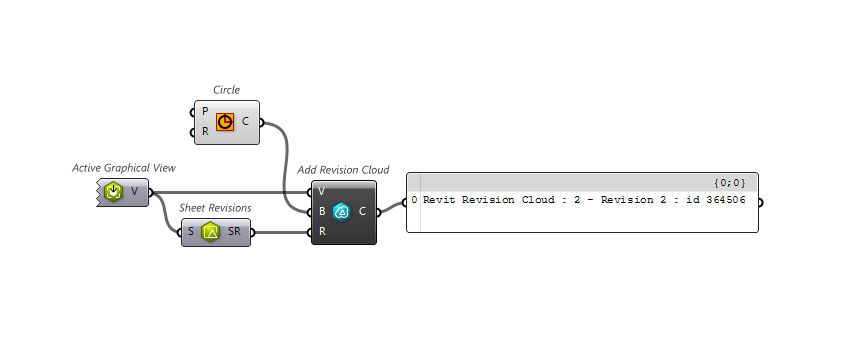 Circle
P
R
C
Active Graphical View
V
Sheet Revisions
S
SR
Add Revision Cloud
V
B
R
C
{0;0}
0 Revit Revision Cloud : 2 - Revision 2 : id 364506